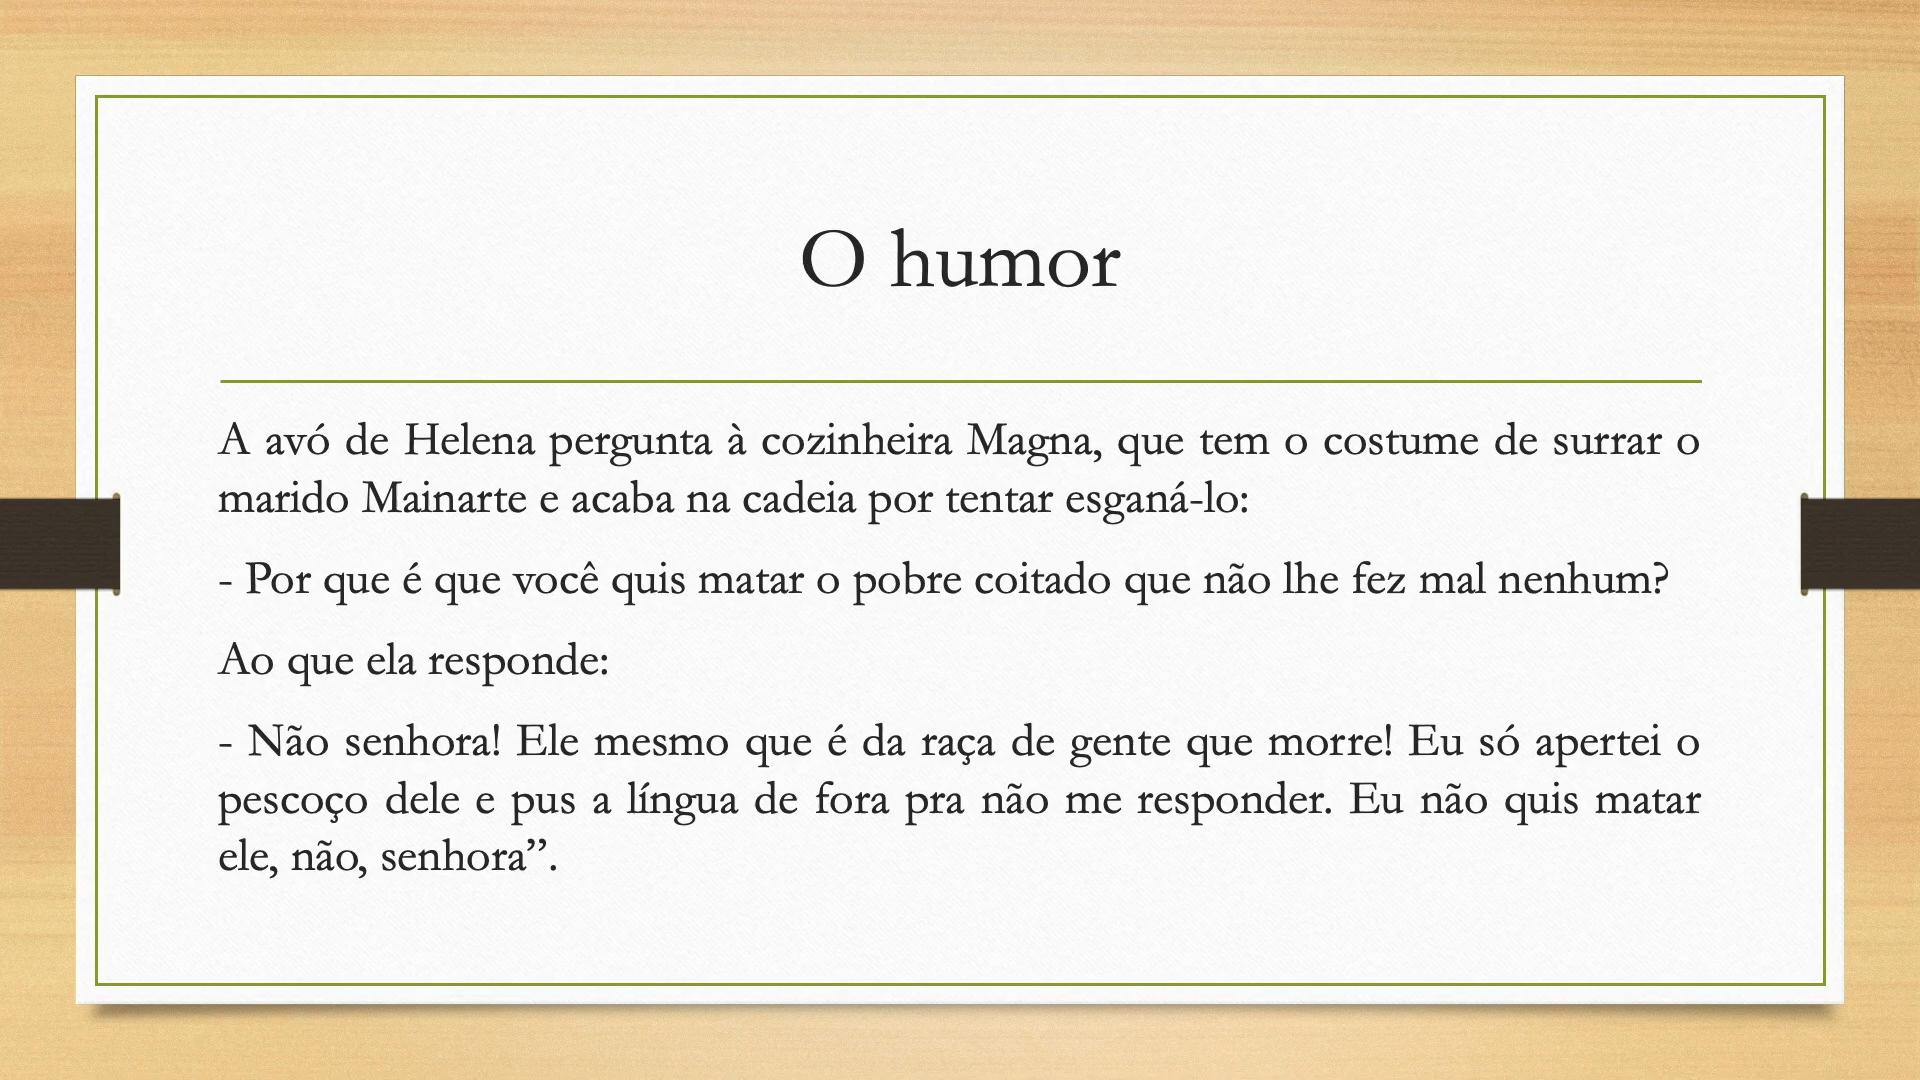 O humor
A avó de Helena pergunta à cozinheira Magna, que tem o costume de surrar o
marido Mainarte e acaba na cadeia por tentar esganá-lo:
- Por que é que você quis matar o pobre coitado que não lhe fez mal nenhum?
Ao que ela responde:
- Não senhora! Ele mesmo que é da raça de gente que morre! Eu só apertei o
pescoço dele e pus a língua de fora pra não me responder. Eu não quis matar
ele, não, senhora”.